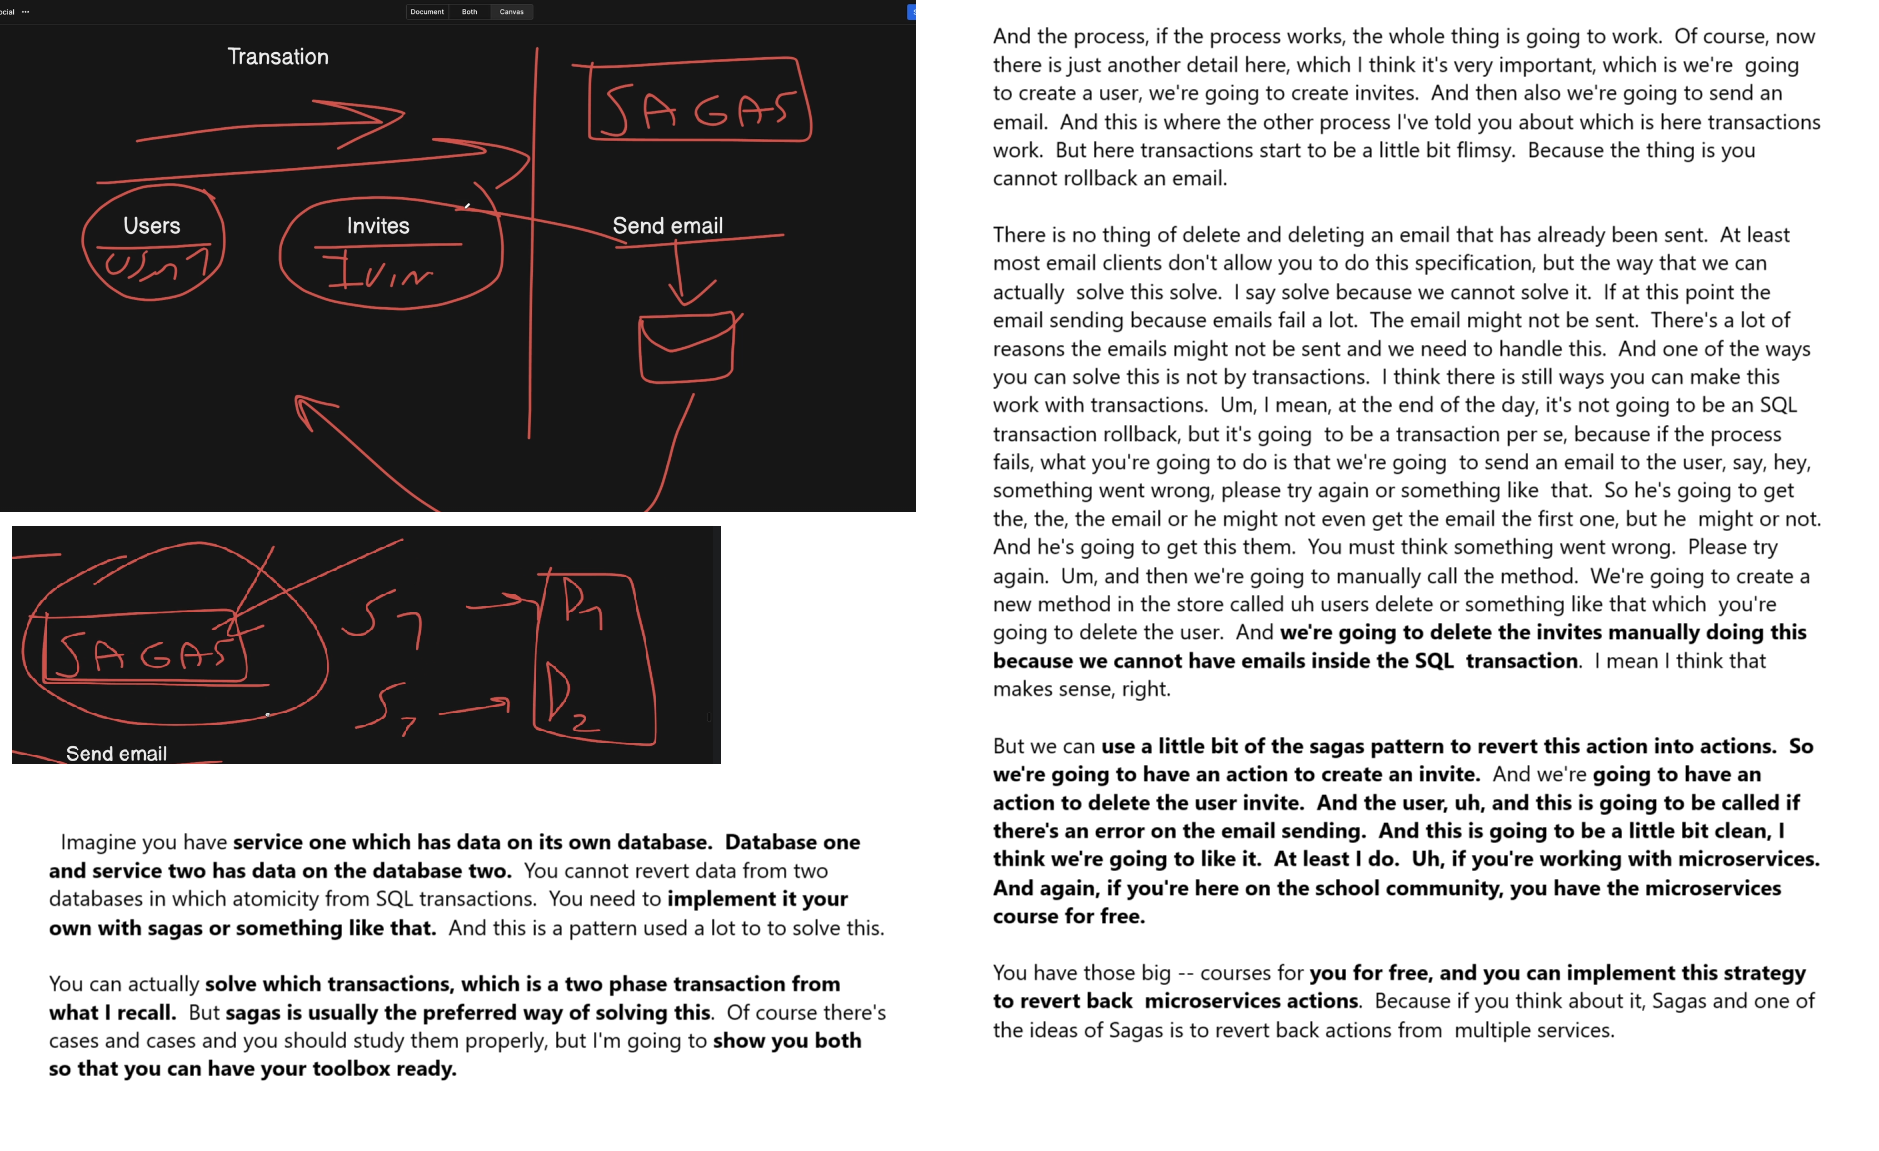 ocial ···
Document Both Canvas
Transation
SAGAS
Users
Invites
Send email
SAGAS
S1
D1
D2
Send email
Imagine you have service one which has data on its own database. Database one
and service two has data on the database two. You cannot revert data from two
databases in which atomicity from SQL transactions. You need to implement it your
own with sagas or something like that. And this is a pattern used a lot to to solve this.
You can actually solve which transactions, which is a two phase transaction from
what I recall. But sagas is usually the preferred way of solving this. Of course there's
cases and cases and you should study them properly, but I'm going to show you both
so that you can have your toolbox ready.
And the process, if the process works, the whole thing is going to work. Of course, now
there is just another detail here, which I think it's very important, which is we're going
to create a user, we're going to create invites. And then also we're going to send an
email. And this is where the other process I've told you about which is here transactions
work. But here transactions start to be a little bit flimsy. Because the thing is you
cannot rollback an email.
There is no thing of delete and deleting an email that has already been sent. At least
most email clients don't allow you to do this specification, but the way that we can
actually solve this solve. I say solve because we cannot solve it. If at this point the
email sending because emails fail a lot. The email might not be sent. There's a lot of
reasons the emails might not be sent and we need to handle this. And one of the ways
you can solve this is not by transactions. I think there is still ways you can make this
work with transactions. Um, I mean, at the end of the day, it's not going to be an SQL
transaction rollback, but it's going to be a transaction per se, because if the process
fails, what you're going to do is that we're going to send an email to the user, say, hey,
something went wrong, please try again or something like that. So he's going to get
the, the, the email or he might not even get the email the first one, but he might or not.
And he's going to get this them. You must think something went wrong. Please try
again. Um, and then we're going to manually call the method. We're going to create a
new method in the store called uh users delete or something like that which you're
going to delete the user. And we're going to delete the invites manually doing this
because we cannot have emails inside the SQL transaction. I mean I think that
makes sense, right.
But we can use a little bit of the sagas pattern to revert this action into actions. So
we're going to have an action to create an invite. And we're going to have an
action to delete the user invite. And the user, uh, and this is going to be called if
there's an error on the email sending. And this is going to be a little bit clean, I
think we're going to like it. At least I do. Uh, if you're working with microservices.
And again, if you're here on the school community, you have the microservices
course for free.
You have those big -- courses for you for free, and you can implement this strategy
to revert back microservices actions. Because if you think about it, Sagas and one of
the ideas of Sagas is to revert back actions from multiple services.